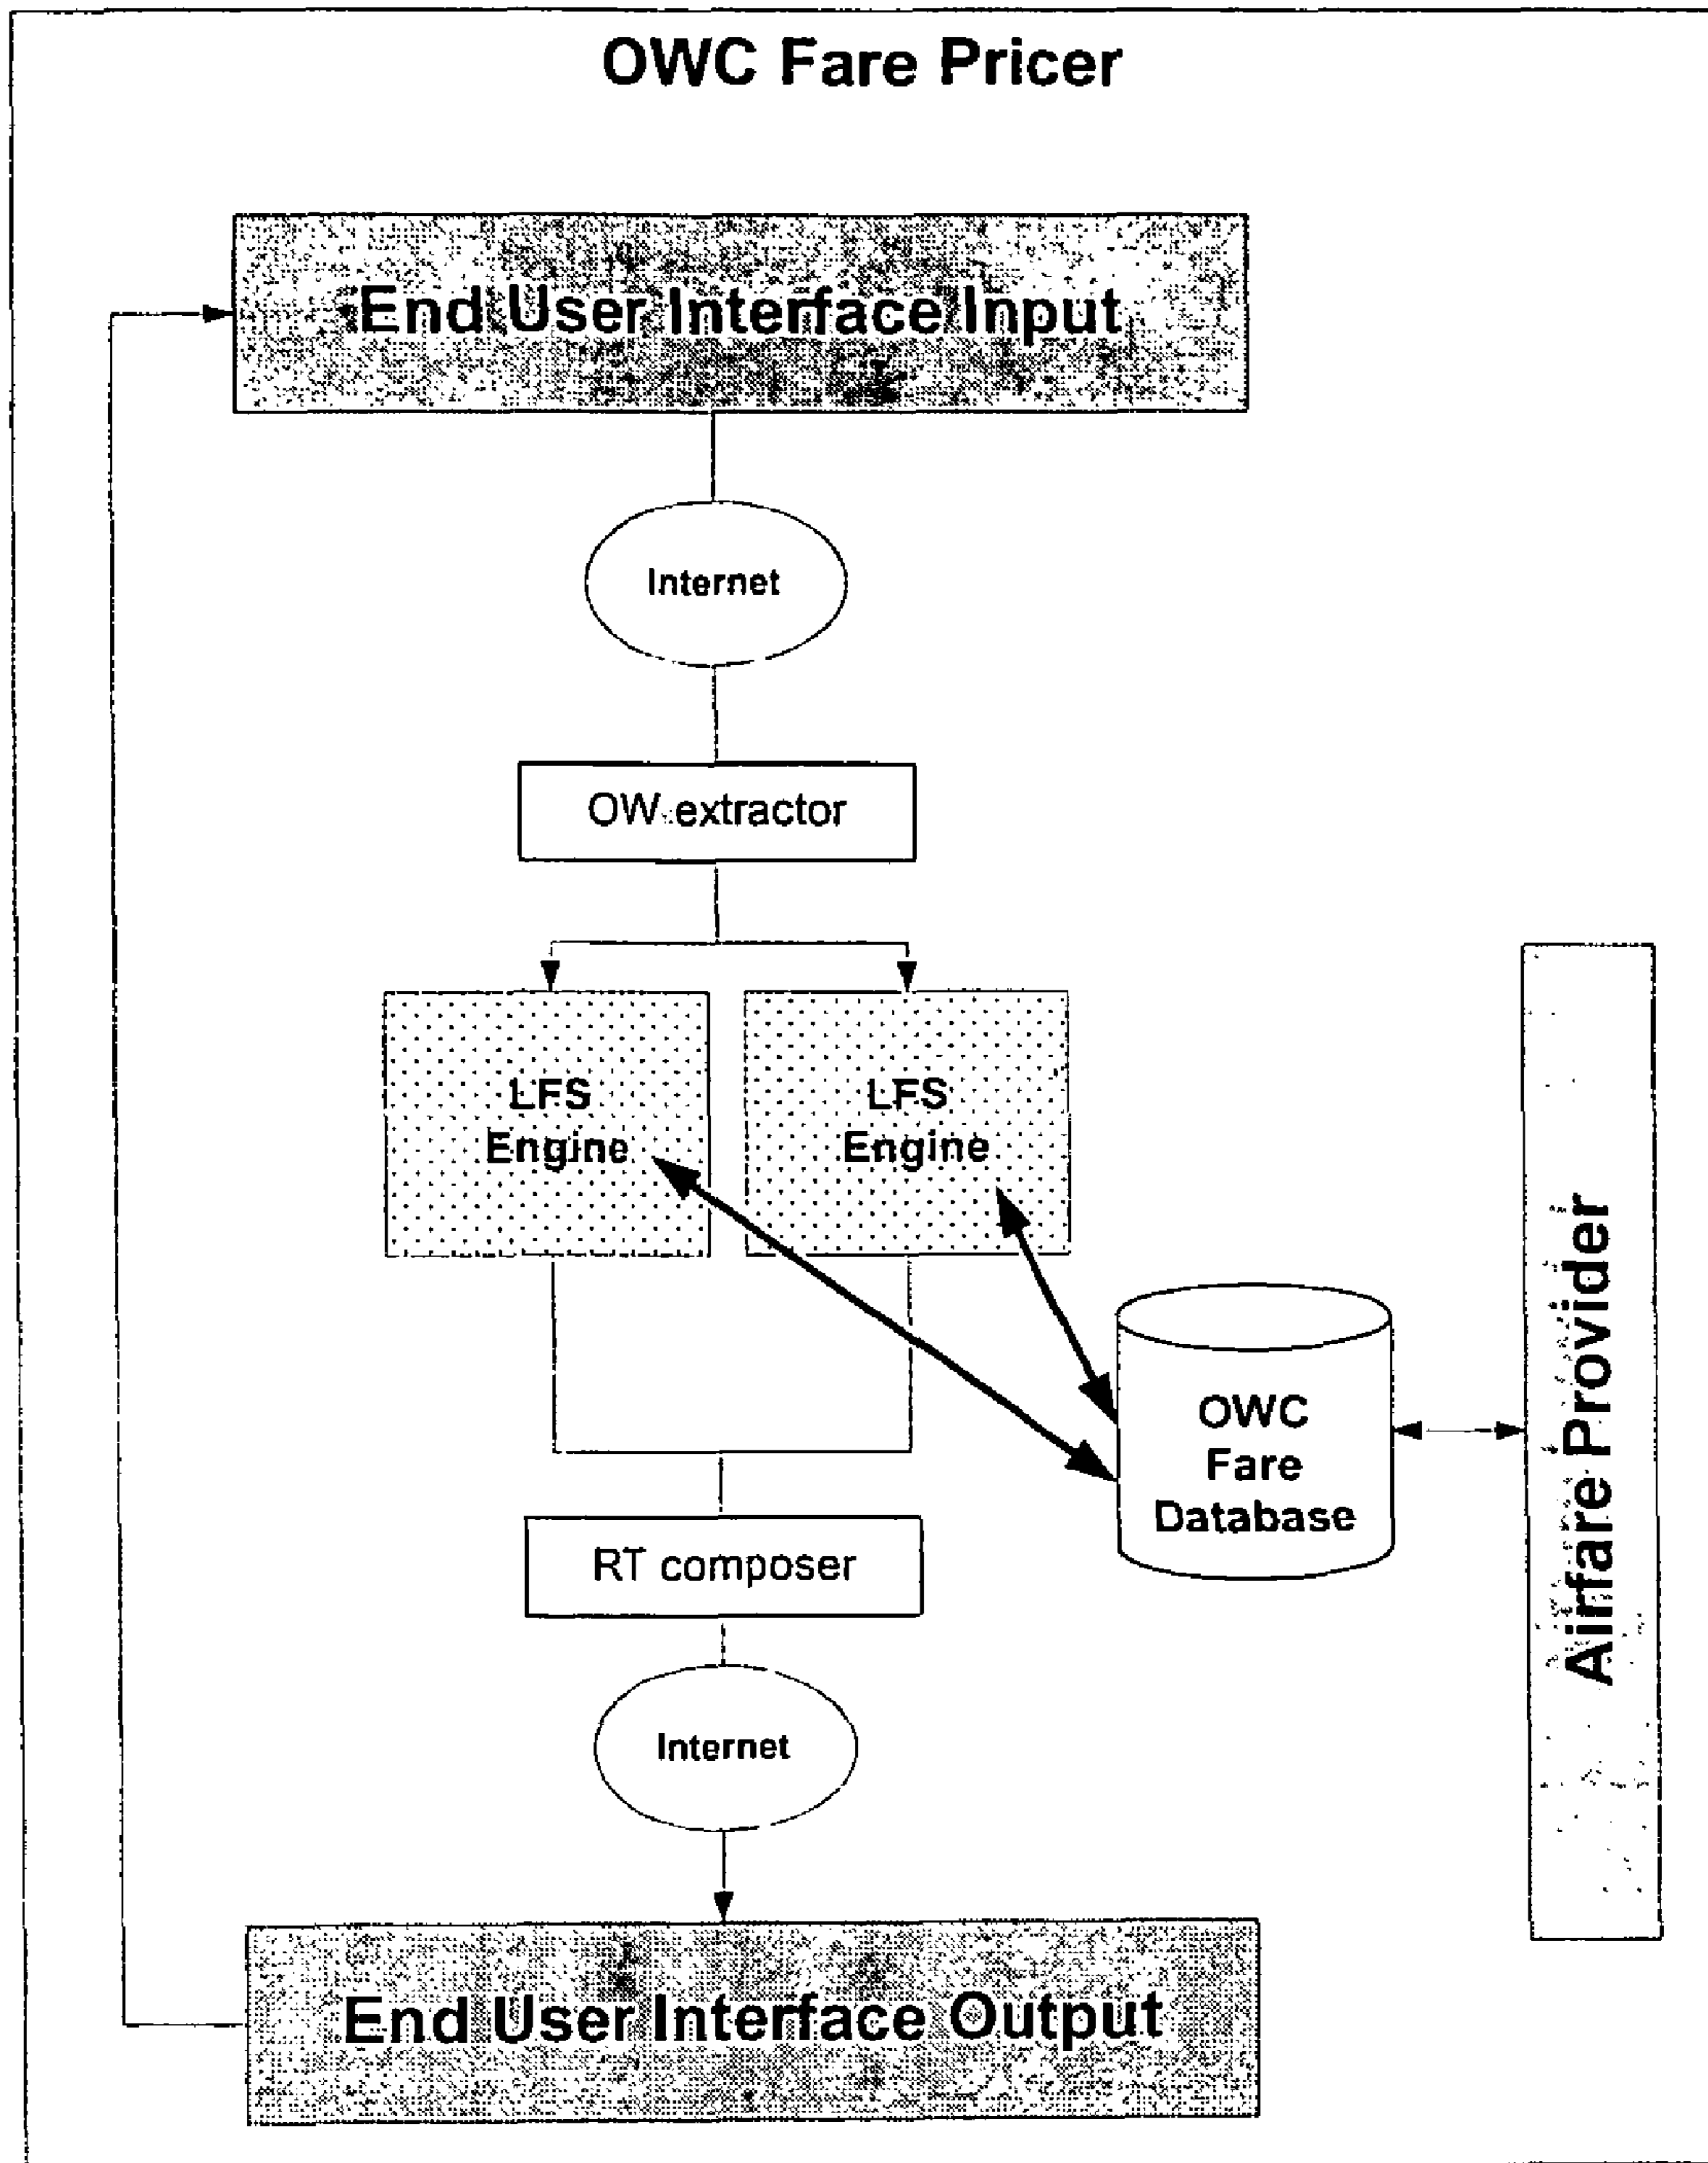 OWC Fare Pricer
End User Interface Input
Internet
OW extractor
LFS
Engine
LFS
Engine
OWC
Fare
Database
Airfare Provider
RT composer
Internet
End User Interface Output